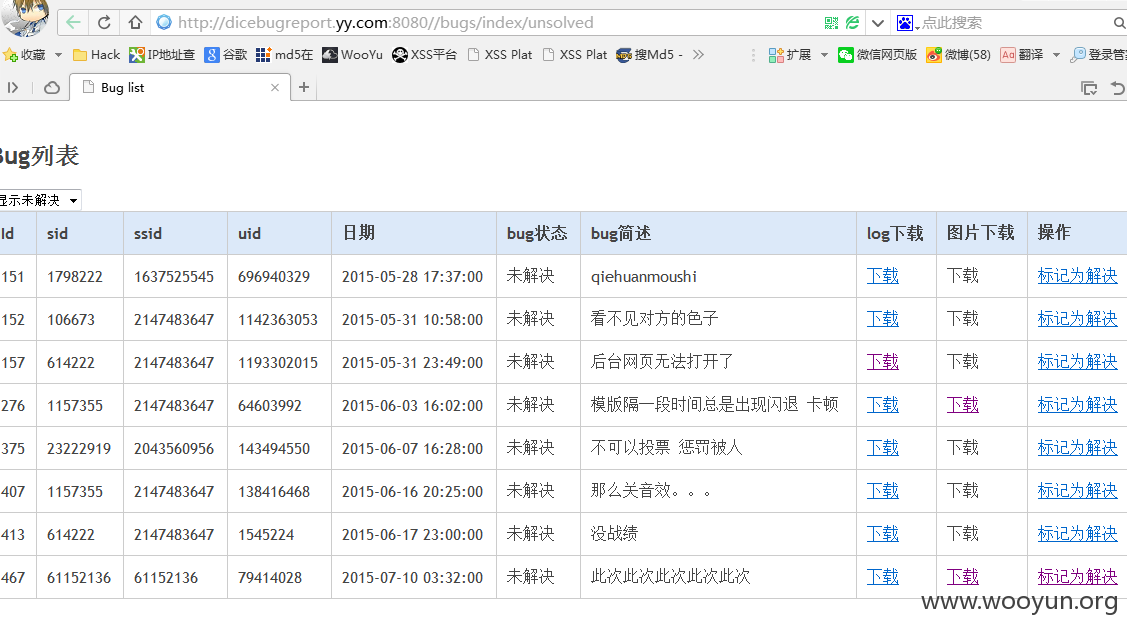 http://dicebugreport.yy.com:8080//bugs/index/unsolved 点此搜索
收藏 Hack IP地址查 谷歌 md5在 WooYu XSS平台 XSS Plat XSS Plat 搜Md5 - » 扩展 微信网页版 微博(58) Aa 翻译 登录管
Bug list × +
Bug列表
显示未解决
Id sid ssid uid 日期 bug状态 bug简述 log下载 图片下载 操作
151 1798222 1637525545 696940329 2015-05-28 17:37:00 未解决 qiehuanmoushi 下载 下载 标记为解决
152 106673 2147483647 1142363053 2015-05-31 10:58:00 未解决 看不见对方的色子 下载 下载 标记为解决
157 614222 2147483647 1193302015 2015-05-31 23:49:00 未解决 后台网页无法打开了 下载 下载 标记为解决
276 1157355 2147483647 64603992 2015-06-03 16:02:00 未解决 模版隔一段时间总是出现闪退 卡顿 下载 下载 标记为解决
375 23222919 2043560956 143494550 2015-06-07 16:28:00 未解决 不可以投票 惩罚被人 下载 下载 标记为解决
407 1157355 2147483647 138416468 2015-06-16 20:25:00 未解决 那么关音效。。。 下载 下载 标记为解决
413 614222 2147483647 1545224 2015-06-17 23:00:00 未解决 没战绩 下载 下载 标记为解决
467 61152136 61152136 79414028 2015-07-10 03:32:00 未解决 此次此次此次此次此次 下载 下载 标记为解决
www.wooyun.org